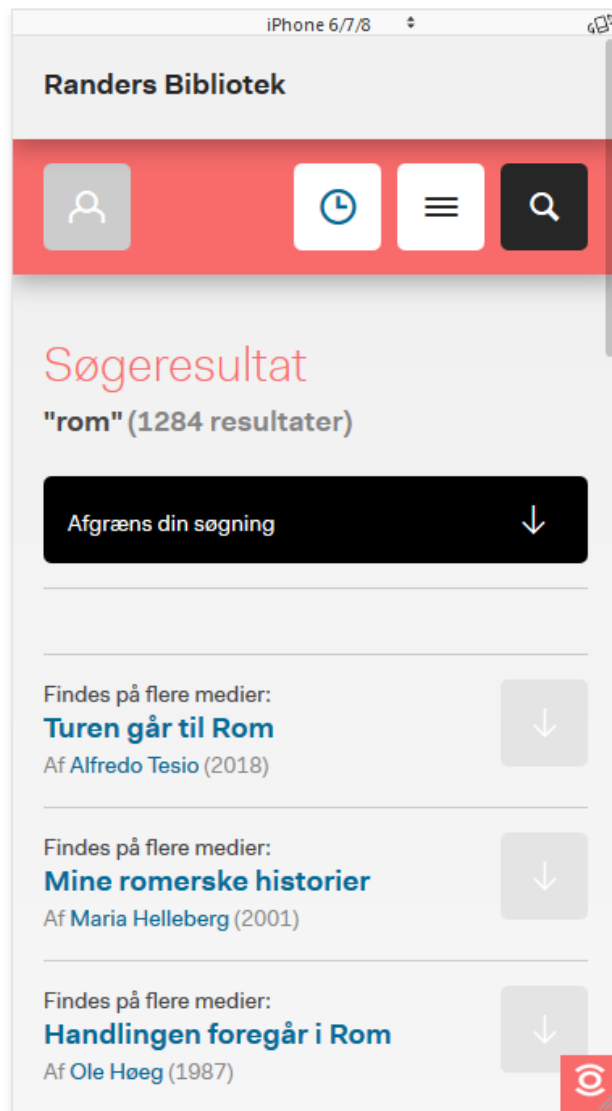 iPhone 6/7/8
Randers Bibliotek
Søgeresultat
"rom" (1284 resultater)
Afgræns din søgning
Findes på flere medier:
Turen går til Rom
Af Alfredo Tesio (2018)
Findes på flere medier:
Mine romerske historier
Af Maria Helleberg (2001)
Findes på flere medier:
Handlingen foregår i Rom
Af Ole Høeg (1987)